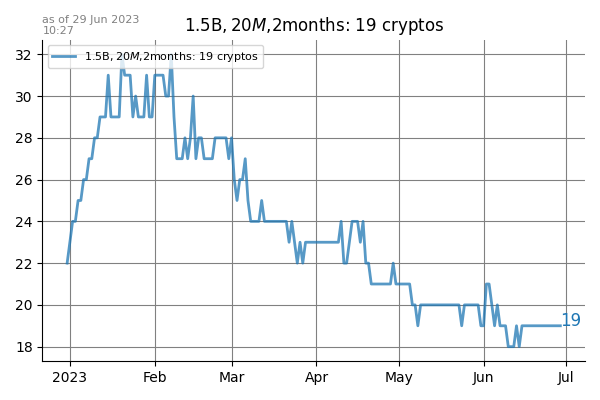 as of 29 Jun 2023
10:27
1.5B, 20M,2months: 19 cryptos
1.5B, 20M,2months: 19 cryptos
32
30
28
26
24
22
20
18
19
2023 Feb Mar Apr May Jun Jul